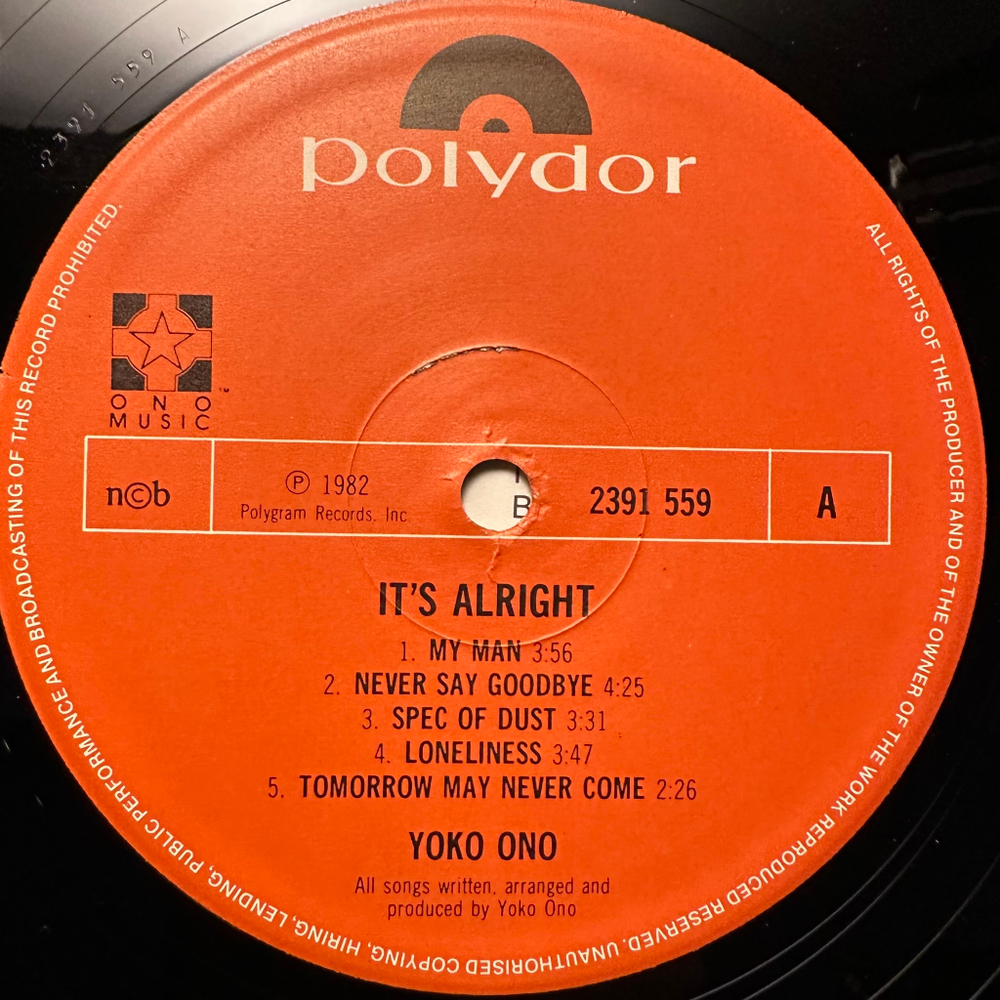 2391 559 A
polydor
ONO
MUSIC
™
n©b
℗ 1982
Polygram Records, Inc
B
2391 559
A
IT'S ALRIGHT
1. MY MAN 3:56
2. NEVER SAY GOODBYE 4:25
3. SPEC OF DUST 3:31
4. LONELINESS 3:47
5. TOMORROW MAY NEVER COME 2:26
YOKO ONO
All songs written, arranged and
produced by Yoko Ono
ALL RIGHTS OF THE PRODUCER AND OF THE OWNER OF THE WORK REPRODUCED RESERVED. UNAUTHORISED COPYING, HIRING, LENDING, PUBLIC PERFORMANCE AND BROADCASTING OF THIS RECORD PROHIBITED.